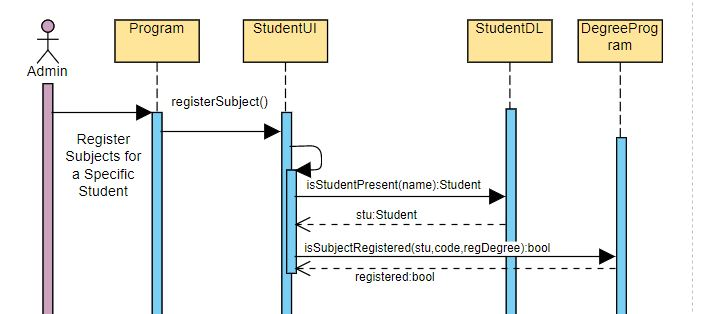 Program
StudentUI
StudentDL
DegreeProg
ram
Admin
registerSubject()
Register
Subjects for
a Specific
Student
isStudentPresent(name):Student
stu:Student
isSubjectRegistered(stu,code,regDegree):bool
registered:bool